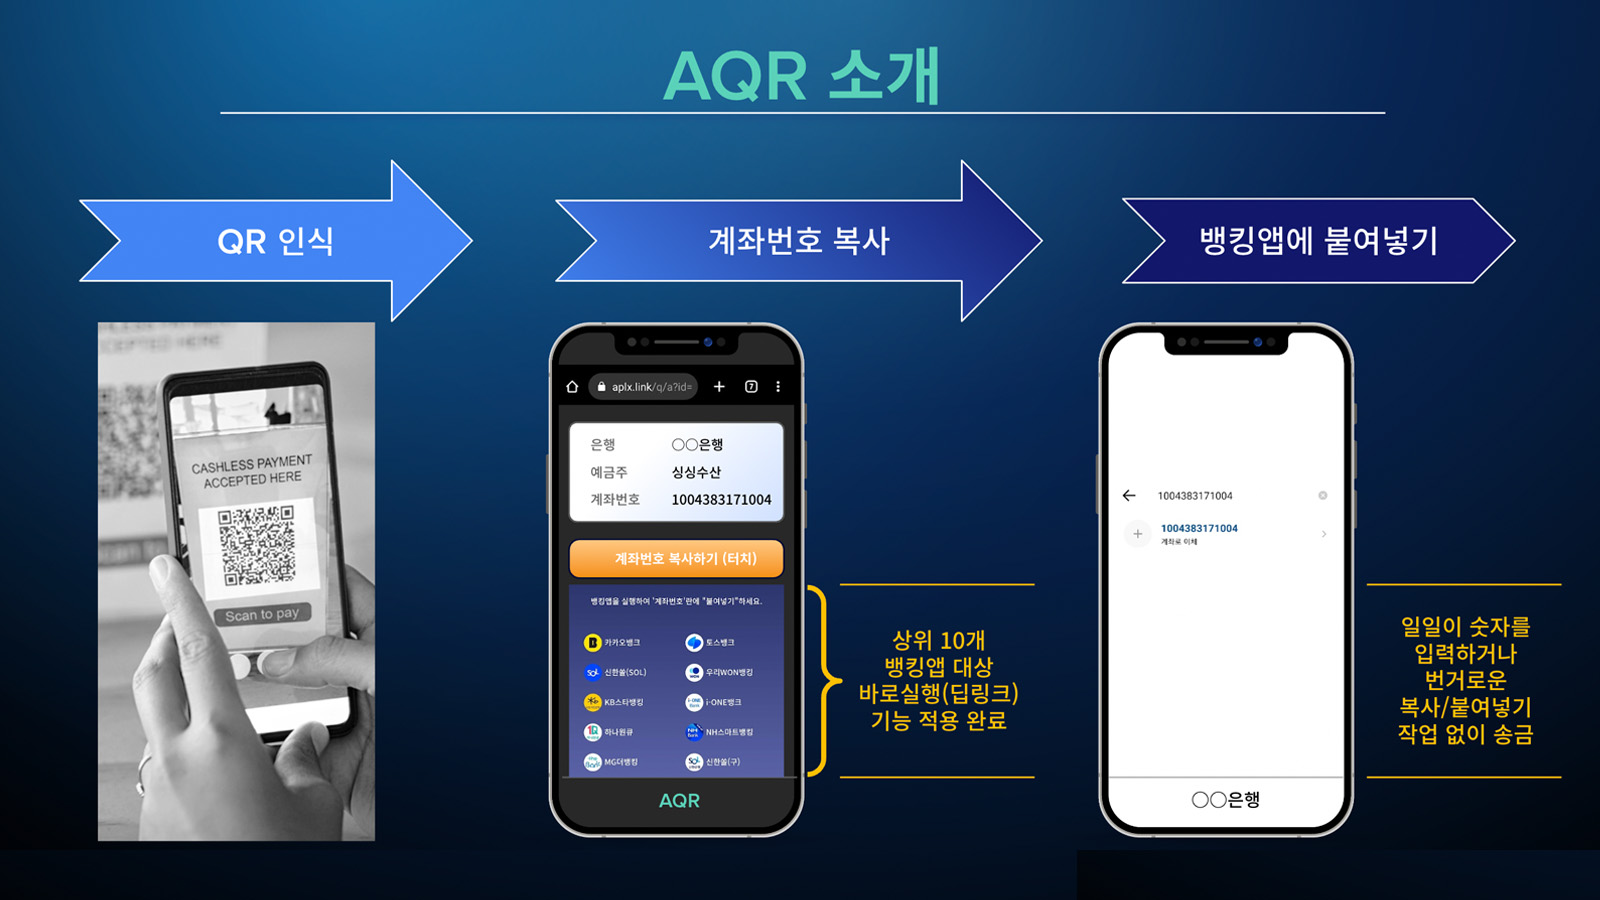 AQR 소개
QR 인식
계좌번호 복사
뱅킹앱에 붙여넣기
CASHLESS PAYMENT
ACCEPTED HERE
Scan to pay
aplx.link/q/a?id=
7
은행 ○○은행
예금주 싱싱수산
계좌번호 1004383171004
계좌번호 복사하기 (터치)
뱅킹앱을 실행하여 '계좌번호'란에 "붙여넣기"하세요.
카카오뱅크 토스뱅크
신한쏠(SOL) 우리WON뱅킹
KB스타뱅킹 i-ONE뱅크
하나원큐 NH스마트뱅킹
MG더뱅킹 신한쏠(구)
AQR
상위 10개
뱅킹앱 대상
바로실행(딥링크)
기능 적용 완료
1004383171004
1004383171004
계좌로 이체
○○은행
일일이 숫자를
입력하거나
번거로운
복사/붙여넣기
작업 없이 송금